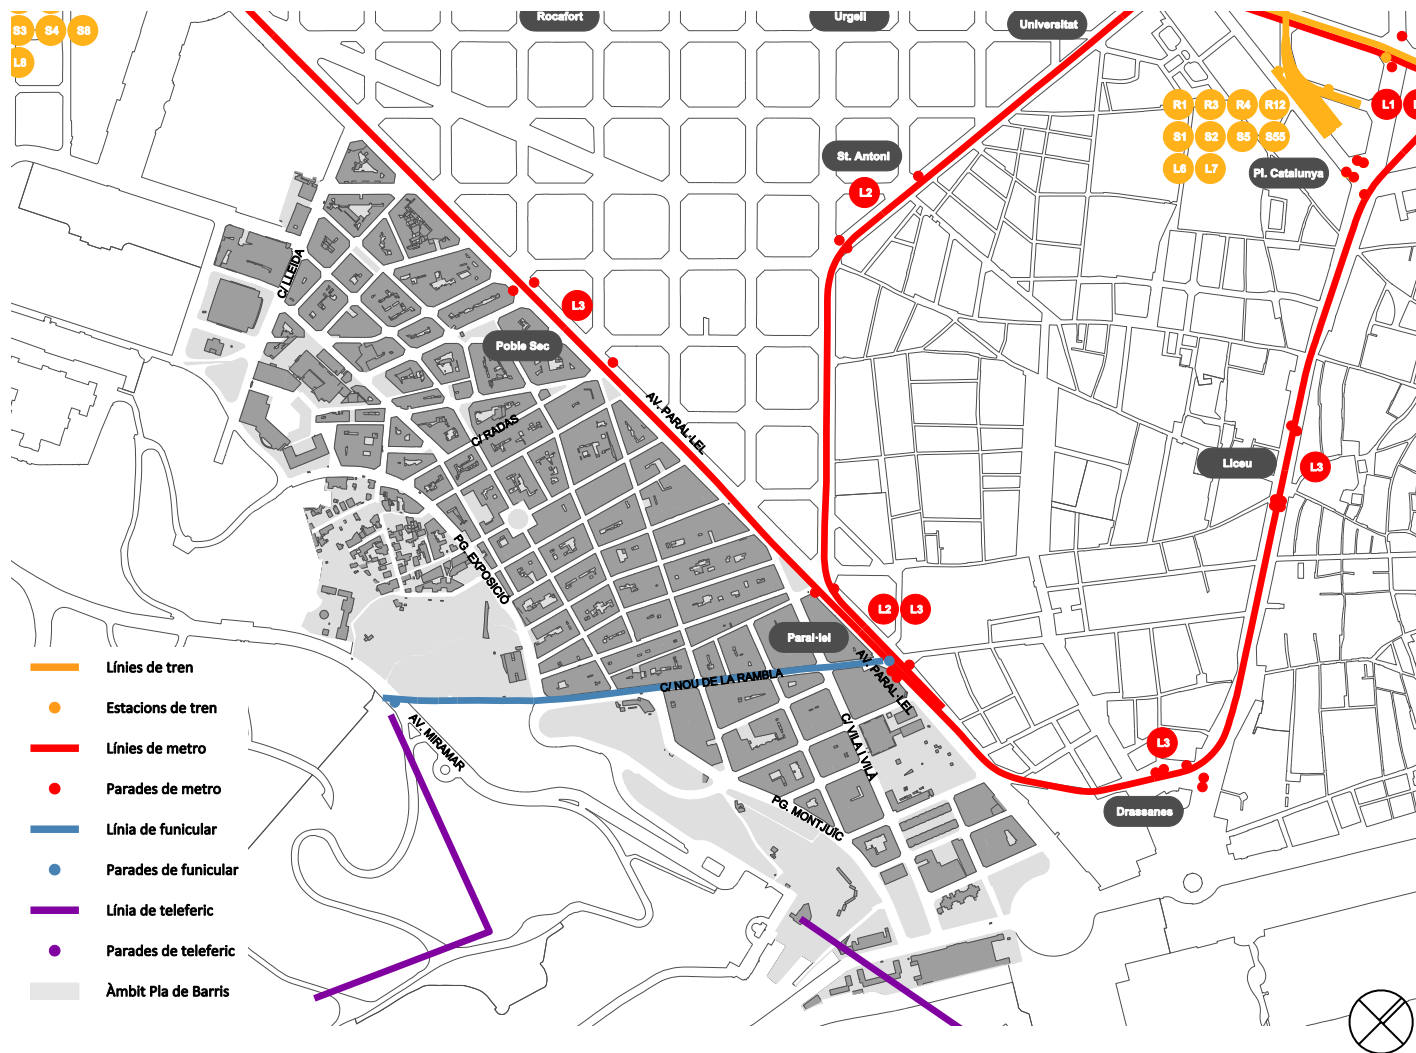 Rocafort
Urgell
Universitat
S3 S4 S8
L8
R1 R3 R4 R12
L1
S1 S2 S5 S55
St. Antoni
L6 L7
Pl. Catalunya
L2
C/ LLEIDA
L3
Poble Sec
AV. PARAL·LEL
C/ RADAS
Liceu
L3
PG. EXPOSICIÓ
L2 L3
Paral·lel
AV. PARAL·LEL
C/ NOU DE LA RAMBLA
AV. MIRAMAR
C/ VILA I VILÀ
L3
PG. MONTJUÏC
Drassanes
Línies de tren
Estacions de tren
Línies de metro
Parades de metro
Línia de funicular
Parades de funicular
Línia de teleferic
Parades de teleferic
Àmbit Pla de Barris